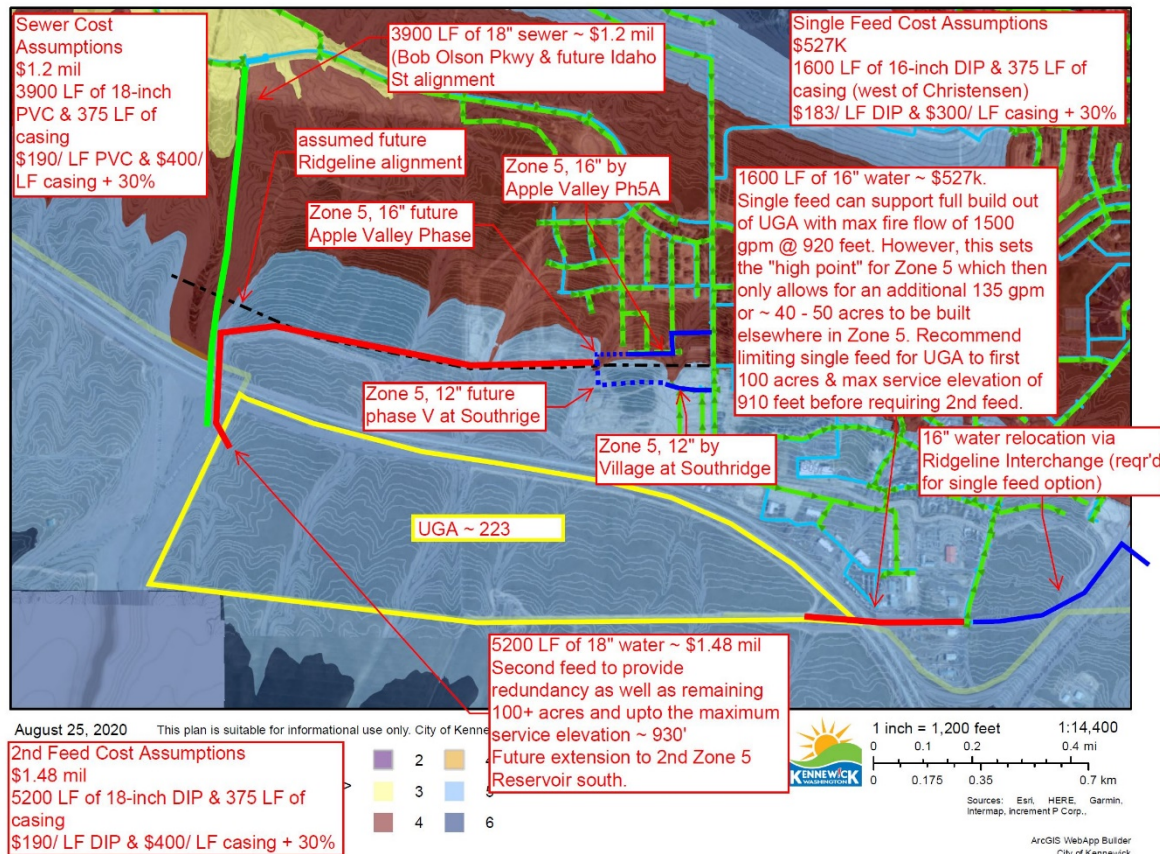 Sewer Cost
Assumptions
$1.2 mil
3900 LF of 18-inch
PVC & 375 LF of
casing
$190/ LF PVC & $400/
LF casing + 30%
3900 LF of 18" sewer ~ $1.2 mil
(Bob Olson Pkwy & future Idaho
St alignment
Single Feed Cost Assumptions
$527K
1600 LF of 16-inch DIP & 375 LF of
casing (west of Christensen)
$183/ LF DIP & $300/ LF casing + 30%
assumed future
Ridgeline alignment
Zone 5, 16" by
Apple Valley Ph5A
Zone 5, 16" future
Apple Valley Phase
1600 LF of 16" water ~ $527k.
Single feed can support full build out
of UGA with max fire flow of 1500
gpm @ 920 feet. However, this sets
the "high point" for Zone 5 which then
only allows for an additional 135 gpm
or ~ 40 - 50 acres to be built
elsewhere in Zone 5. Recommend
limiting single feed for UGA to first
100 acres & max service elevation of
910 feet before requiring 2nd feed.
Zone 5, 12" future
phase V at Southrige
Zone 5, 12" by
Village at Southridge
16" water relocation via
Ridgeline Interchange (reqr'd
for single feed option)
UGA ~ 223
5200 LF of 18" water ~ $1.48 mil
Second feed to provide
redundancy as well as remaining
100+ acres and upto the maximum
service elevation ~ 930'
Future extension to 2nd Zone 5
Reservoir south.
August 25, 2020
This plan is suitable for informational use only. City of
2nd Feed Cost Assumptions
$1.48 mil
5200 LF of 18-inch DIP & 375 LF of
casing
$190/ LF DIP & $400/ LF casing + 30%
>
2
3
4
5
6
KENNEWICK
WASHINGTON
1 inch = 1,200 feet
1:14,400
0 0.1 0.2 0.4 mi
0 0.175 0.35 0.7 km
Sources: Esri, HERE, Garmin,
Intermap, increment P Corp.,
ArcGIS WebApp Builder
City of Kennewick